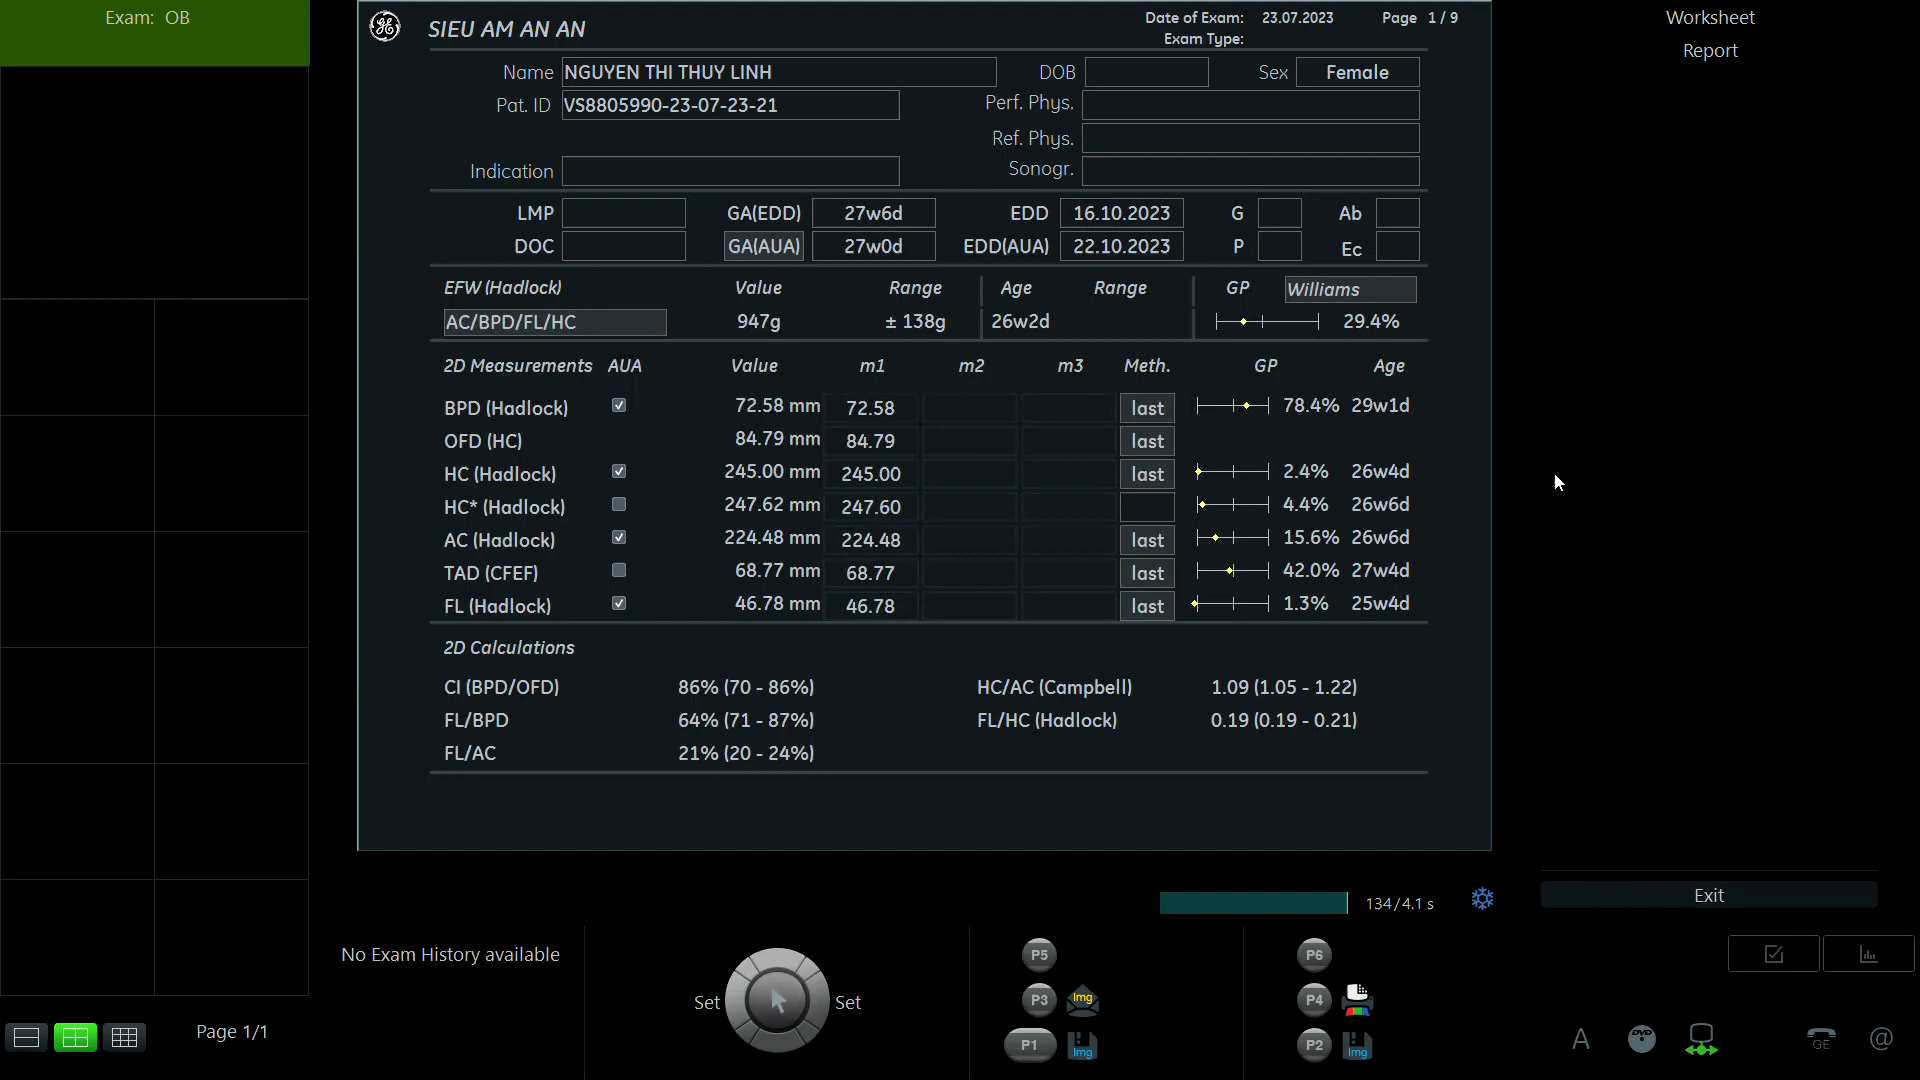 Exam: OB
SIEU AM AN AN
Date of Exam: 23.07.2023 Page 1 / 9
Exam Type:
Worksheet
Report
Name NGUYEN THI THUY LINH DOB Sex Female
Pat. ID VS8805990-23-07-23-21 Perf. Phys.
Ref. Phys.
Indication Sonogr.
LMP GA(EDD) 27w6d EDD 16.10.2023 G Ab
DOC GA(AUA) 27w0d EDD(AUA) 22.10.2023 P Ec
EFW (Hadlock) Value Range Age Range GP Williams
AC/BPD/FL/HC 947g ± 138g 26w2d 29.4%
2D Measurements AUA Value m1 m2 m3 Meth. GP Age
BPD (Hadlock) 72.58 mm 72.58 last 78.4% 29w1d
OFD (HC) 84.79 mm 84.79 last
HC (Hadlock) 245.00 mm 245.00 last 2.4% 26w4d
HC* (Hadlock) 247.62 mm 247.60 4.4% 26w6d
AC (Hadlock) 224.48 mm 224.48 last 15.6% 26w6d
TAD (CFEF) 68.77 mm 68.77 last 42.0% 27w4d
FL (Hadlock) 46.78 mm 46.78 last 1.3% 25w4d
2D Calculations
CI (BPD/OFD) 86% (70 - 86%) HC/AC (Campbell) 1.09 (1.05 - 1.22)
FL/BPD 64% (71 - 87%) FL/HC (Hadlock) 0.19 (0.19 - 0.21)
FL/AC 21% (20 - 24%)
134/4.1 s
Exit
No Exam History available
Set Set
P5 P6
P3 Img P4
P1 Img P2 Img
Page 1/1
A DVD GE @